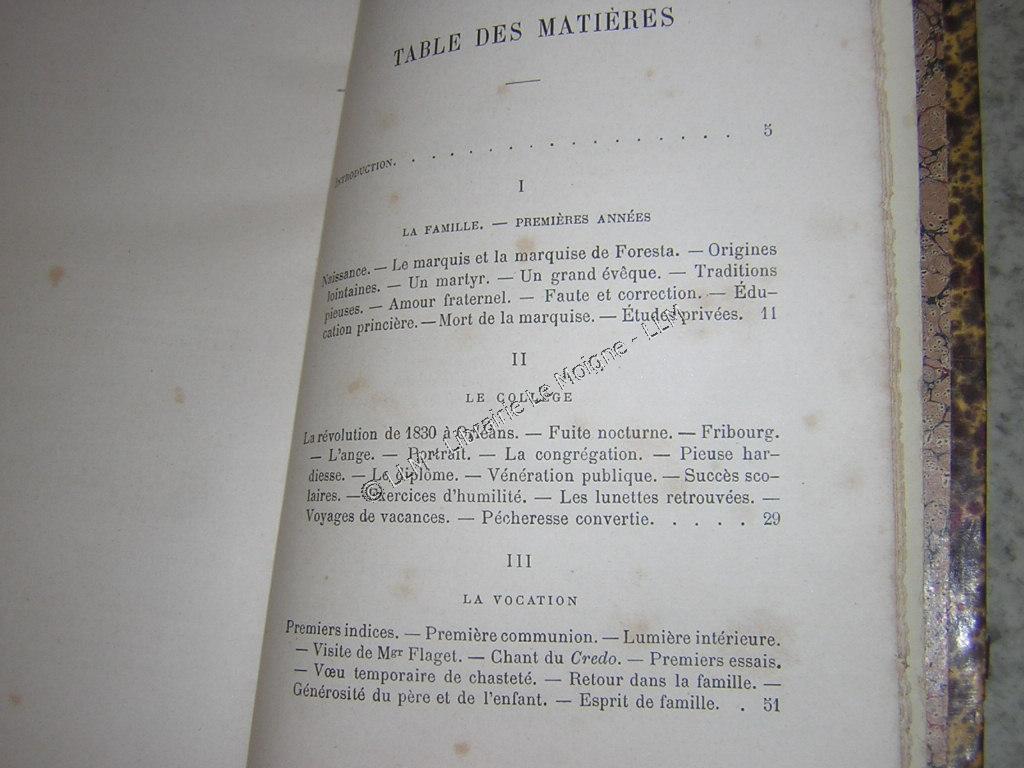 TABLE DES MATIÈRES
INTRODUCTION. . . . . . . . . . . . . . . . . . 5
I
LA FAMILLE. — PREMIÈRES ANNÉES
Naissance. — Le marquis et la marquise de Foresta. — Origines
lointaines. — Un martyr. — Un grand évêque. — Traditions
pieuses. — Amour fraternel. — Faute et correction. — Édu-
cation princière. — Mort de la marquise. — Études privées. 11
II
LE COLLÈGE
La révolution de 1830 à Orléans. — Fuite nocturne. — Fribourg.
— L'ange. — Portrait. — La congrégation. — Pieuse har-
diesse. — Le diplôme. — Vénération publique. — Succès sco-
laires. — Exercices d'humilité. — Les lunettes retrouvées. —
Voyages de vacances. — Pécheresse convertie. . . . . 29
III
LA VOCATION
Premiers indices. — Première communion. — Lumière intérieure.
— Visite de Mgr Flaget. — Chant du Credo. — Premiers essais.
— Vœu temporaire de chasteté. — Retour dans la famille. —
Générosité du père et de l'enfant. — Esprit de famille. . 51
© LLM - Librairie Le Moigne - LLM